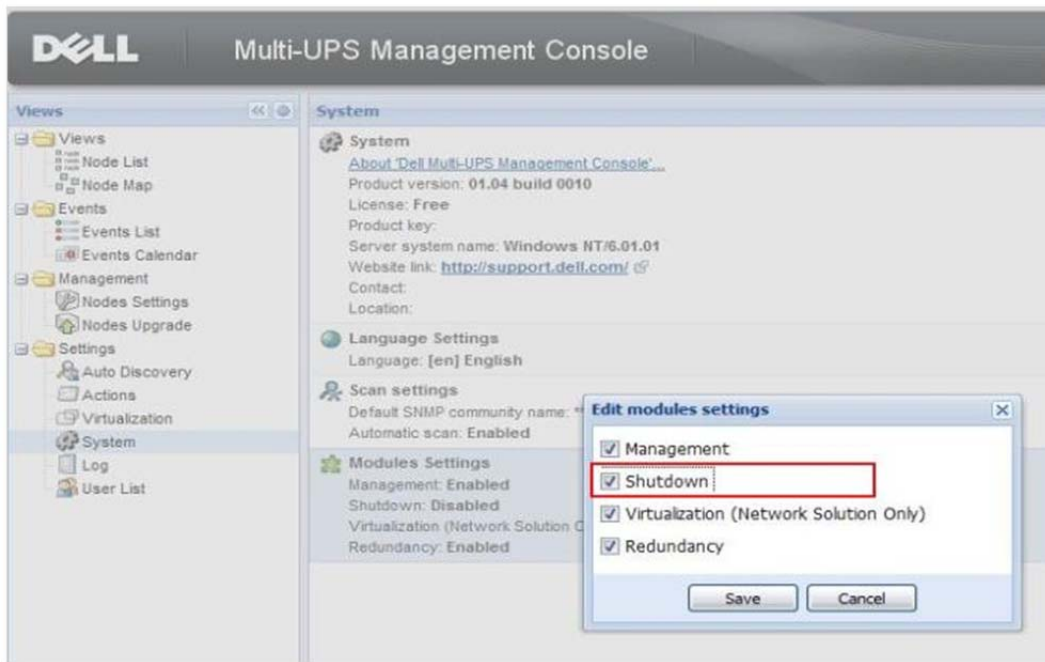 DELL
Multi-UPS Management Console
Views
Views
Node List
Node Map
Events
Events List
Events Calendar
Management
Nodes Settings
Nodes Upgrade
Settings
Auto Discovery
Actions
Virtualization
System
Log
User List
System
System
About 'Dell Multi-UPS Management Console'...
Product version: 01.04 build 0010
License: Free
Product key:
Server system name: Windows NT/6.01.01
Website link: http://support.dell.com/
Contact:
Location:
Language Settings
Language: [en] English
Scan settings
Default SNMP community name: **
Automatic scan: Enabled
Modules Settings
Management: Enabled
Shutdown: Disabled
Virtualization (Network Solution
Redundancy: Enabled
Edit modules settings
Management
Shutdown
Virtualization (Network Solution Only)
Redundancy
Save
Cancel